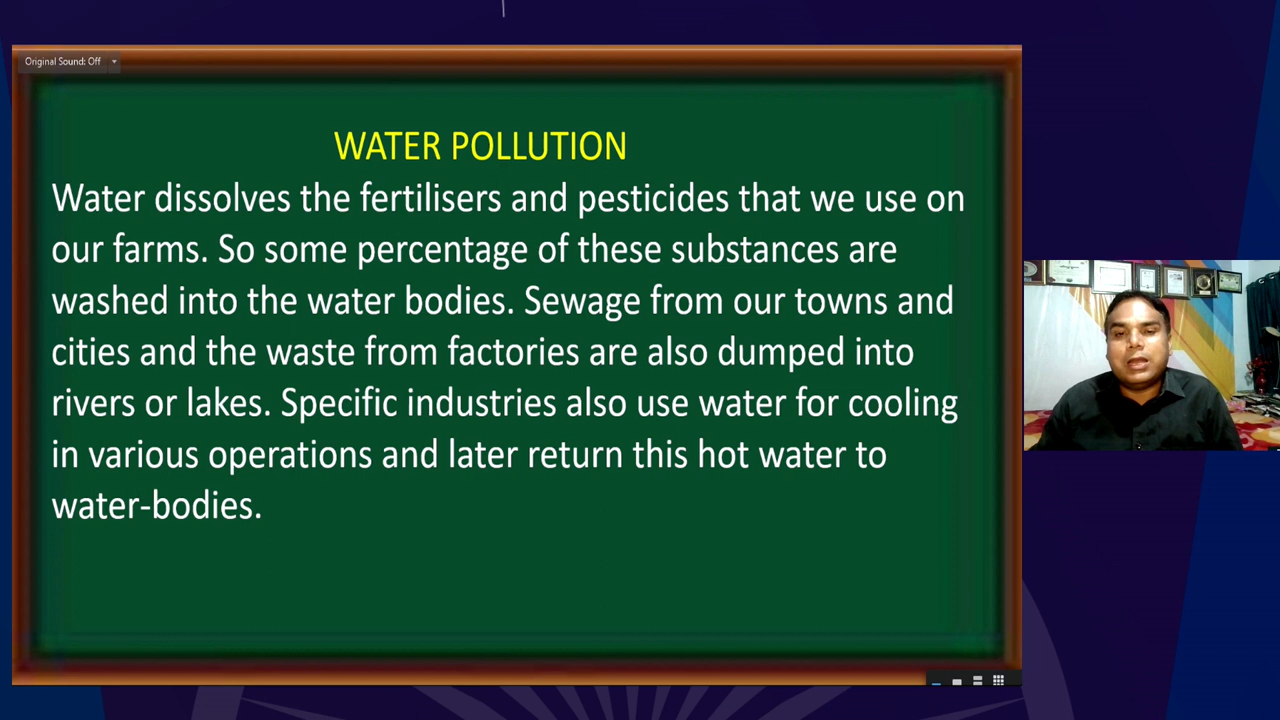 Original Sound: Off
WATER POLLUTION
Water dissolves the fertilisers and pesticides that we use on
our farms. So some percentage of these substances are
washed into the water bodies. Sewage from our towns and
cities and the waste from factories are also dumped into
rivers or lakes. Specific industries also use water for cooling
in various operations and later return this hot water to
water-bodies.